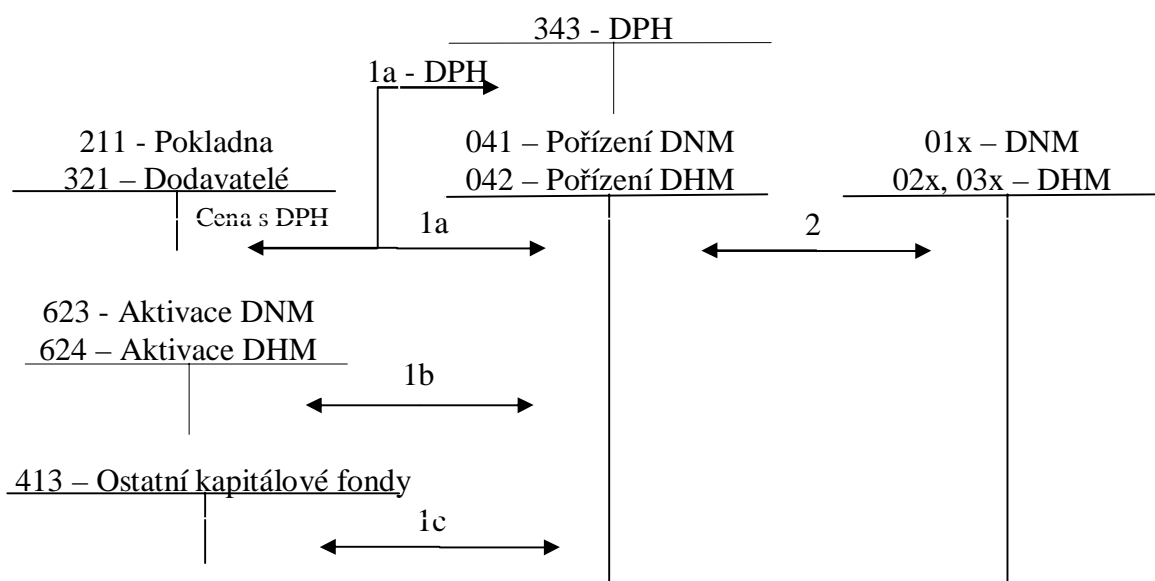 343 - DPH
1a - DPH
211 - Pokladna
321 – Dodavatelé
041 – Pořízení DNM
042 – Pořízení DHM
01x – DNM
02x, 03x – DHM
Cena s DPH
1a
2
623 - Aktivace DNM
624 – Aktivace DHM
1b
413 – Ostatní kapitálové fondy
1c